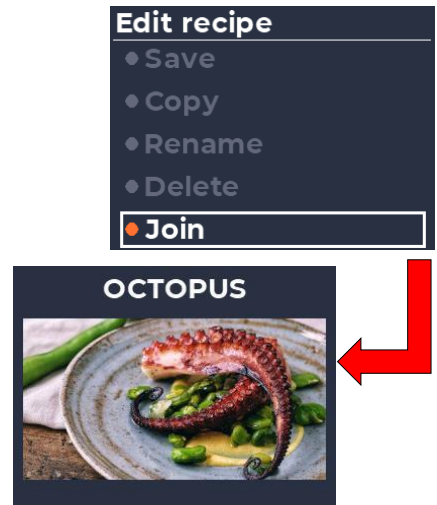 Edit recipe
Save
Copy
Rename
Delete
Join
OCTOPUS